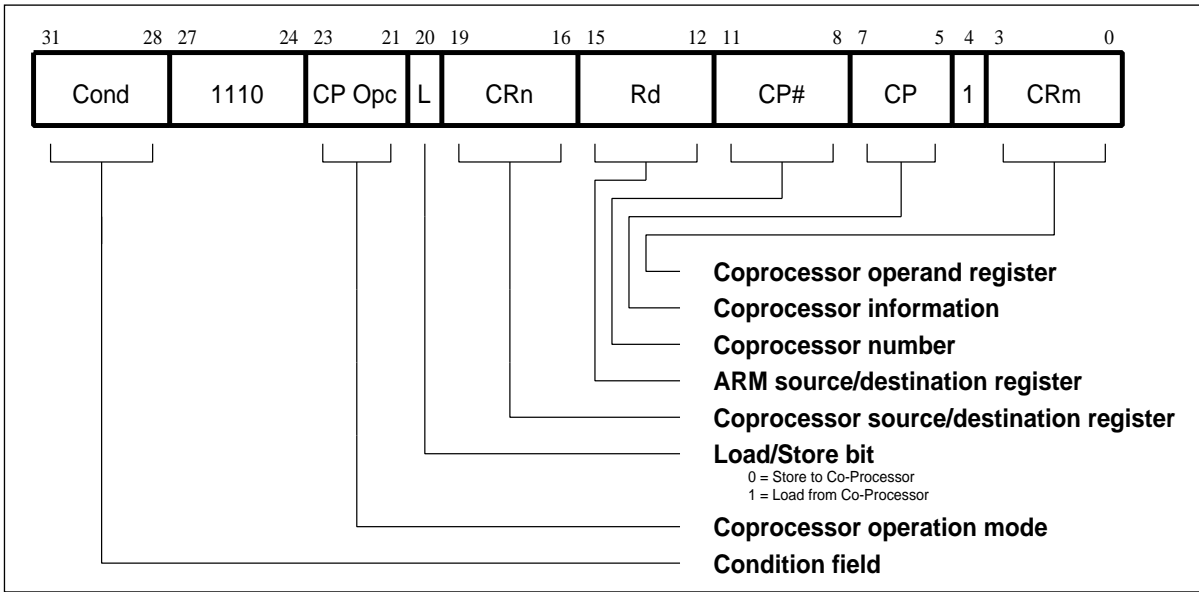 31 28 27 24 23 21 20 19 16 15 12 11 8 7 5 4 3 0
Cond 1110 CP Opc L CRn Rd CP# CP 1 CRm
Coprocessor operand register
Coprocessor information
Coprocessor number
ARM source/destination register
Coprocessor source/destination register
Load/Store bit
0 = Store to Co-Processor
1 = Load from Co-Processor
Coprocessor operation mode
Condition field